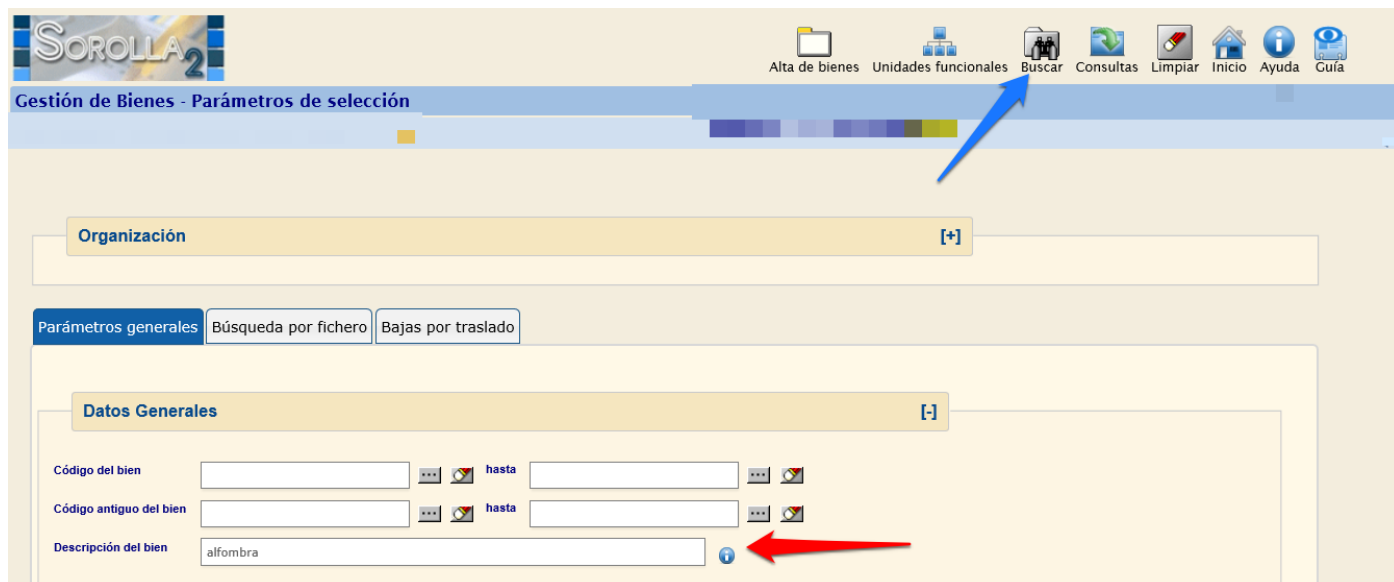 SOROLLA2
Alta de bienes Unidades funcionales Buscar Consultas Limpiar Inicio Ayuda Guía
Gestión de Bienes - Parámetros de selección
Organización [+]
Parámetros generales Búsqueda por fichero Bajas por traslado
Datos Generales [-]
Código del bien hasta
Código antiguo del bien hasta
Descripción del bien alfombra